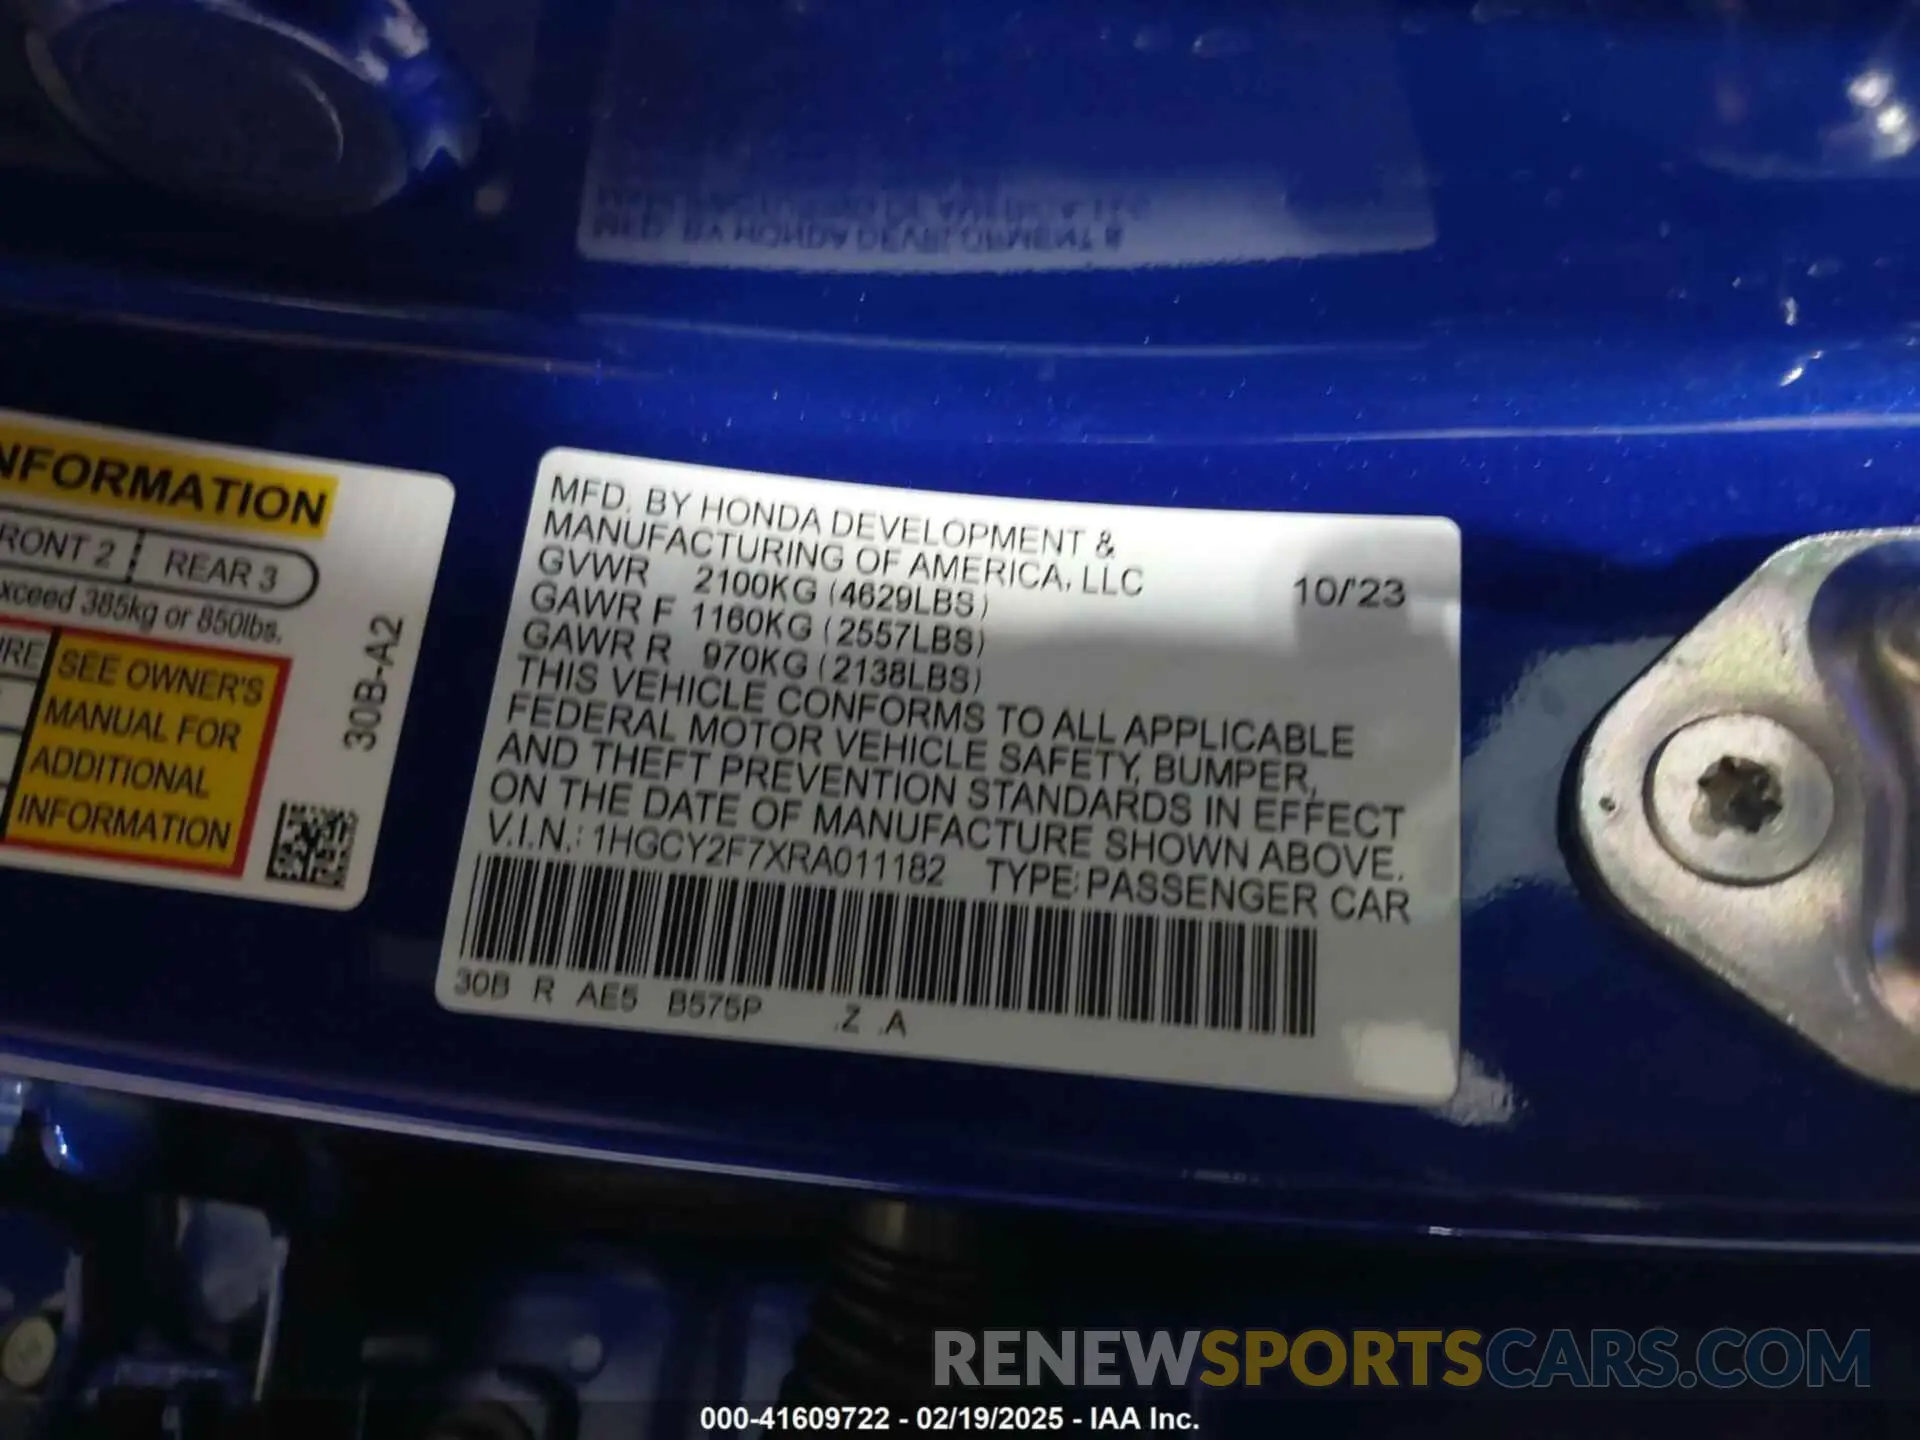 NFORMATION
RONT 2
REAR 3
xceed 385kg or 850lbs.
IRE
SEE OWNER'S
MANUAL FOR
ADDITIONAL
INFORMATION
30B-A2
MFD. BY HONDA DEVELOPMENT &
MANUFACTURING OF AMERICA, LLC
10/'23
GVWR 2100KG (4629LBS)
GAWR F 1160KG (2557LBS)
GAWR R 970KG (2138LBS)
THIS VEHICLE CONFORMS TO ALL APPLICABLE
FEDERAL MOTOR VEHICLE SAFETY, BUMPER,
AND THEFT PREVENTION STANDARDS IN EFFECT
ON THE DATE OF MANUFACTURE SHOWN ABOVE.
V.I.N.: 1HGCY2F7XRA011182 TYPE: PASSENGER CAR
30B R AE5 B575P .Z .A
RENEWSPORTSCARS.COM
000-41609722 - 02/19/2025 - IAA Inc.